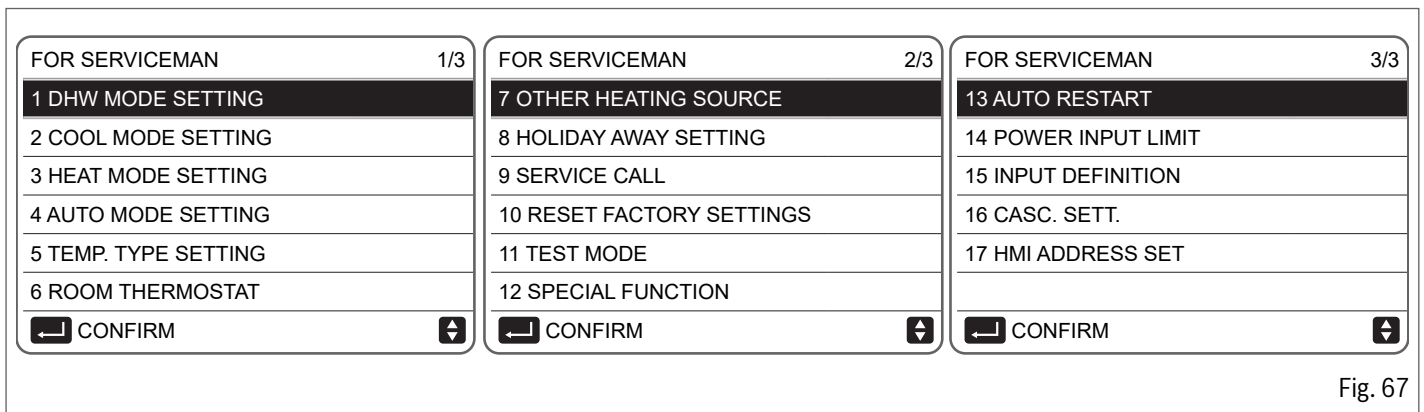 FOR SERVICEMAN 1/3
1 DHW MODE SETTING
2 COOL MODE SETTING
3 HEAT MODE SETTING
4 AUTO MODE SETTING
5 TEMP. TYPE SETTING
6 ROOM THERMOSTAT
CONFIRM
FOR SERVICEMAN 2/3
7 OTHER HEATING SOURCE
8 HOLIDAY AWAY SETTING
9 SERVICE CALL
10 RESET FACTORY SETTINGS
11 TEST MODE
12 SPECIAL FUNCTION
CONFIRM
FOR SERVICEMAN 3/3
13 AUTO RESTART
14 POWER INPUT LIMIT
15 INPUT DEFINITION
16 CASC. SETT.
17 HMI ADDRESS SET
CONFIRM
Fig. 67